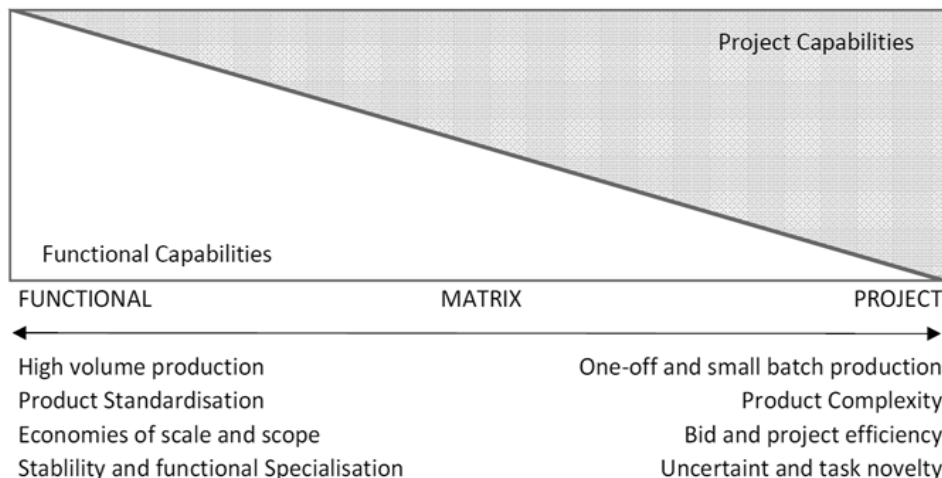 Project Capabilities
Functional Capabilities
FUNCTIONAL MATRIX PROJECT
High volume production One-off and small batch production
Product Standardisation Product Complexity
Economies of scale and scope Bid and project efficiency
Stablility and functional Specialisation Uncertaint and task novelty